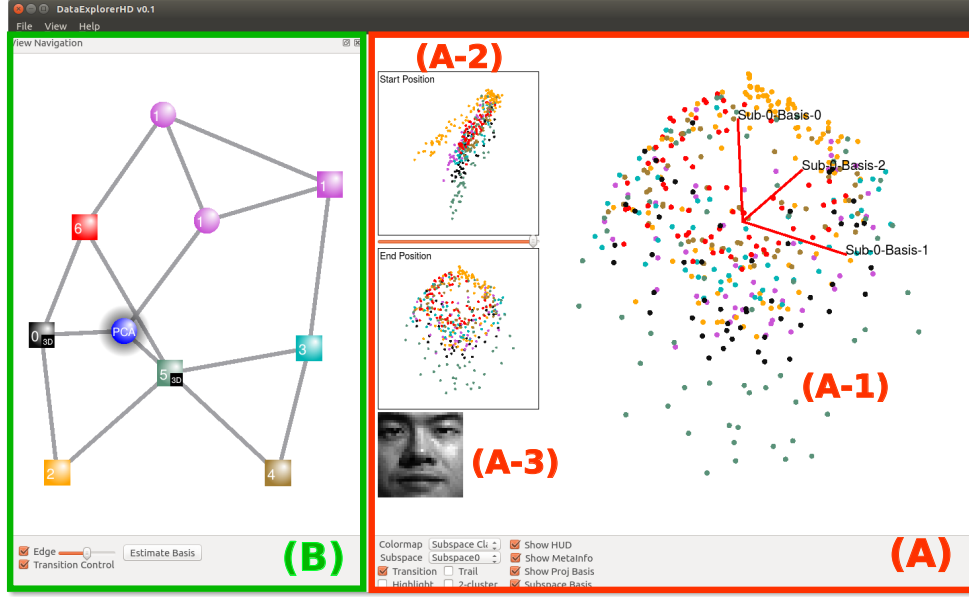 DataExplorerHD v0.1
File View Help
View Navigation
1
1
1
6
0
3D
PCA
5
3D
3
2
4
Edge
Estimate Basis
Transition Control
(B)
(A-2)
Start Position
End Position
(A-3)
Sub-0-Basis-0
Sub-0-Basis-2
Sub-0-Basis-1
(A-1)
Colormap Subspace Cl Show HUD
Subspace Subspace0 Show MetaInfo
Transition Trail Show Proj Basis
Highlight 2-cluster Subspace Basis
(A)